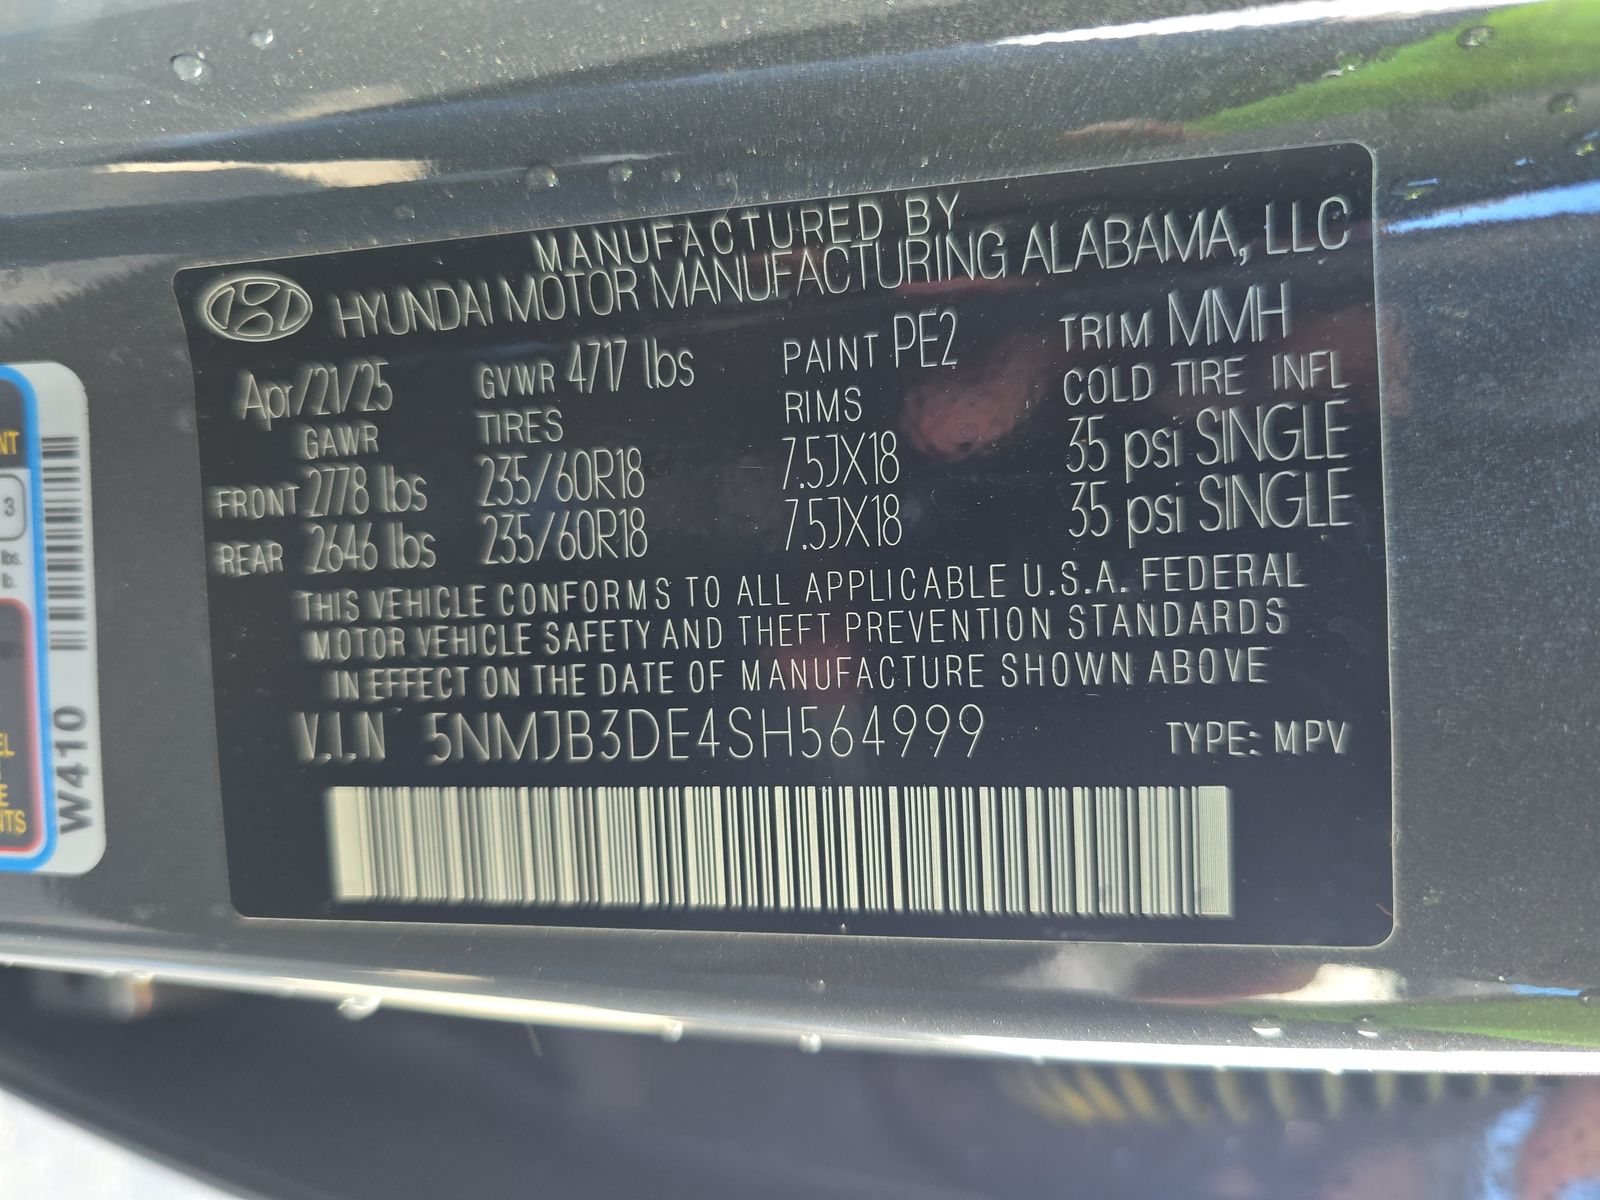 MANUFACTURED BY
HYUNDAI MOTOR MANUFACTURING ALABAMA, LLC
Apr/21/25 GVWR 4717 lbs PAINT PE2 TRIM MMH
GAWR TIRES RIMS COLD TIRE INFL
FRONT 2778 lbs 235/60R18 7.5JX18 35 psi SINGLE
REAR 2646 lbs 235/60R18 7.5JX18 35 psi SINGLE
THIS VEHICLE CONFORMS TO ALL APPLICABLE U.S.A. FEDERAL
MOTOR VEHICLE SAFETY AND THEFT PREVENTION STANDARDS
IN EFFECT ON THE DATE OF MANUFACTURE SHOWN ABOVE
V.I.N 5NMJB3DE4SH564999 TYPE: MPV
W410
3
lbs.
lb.